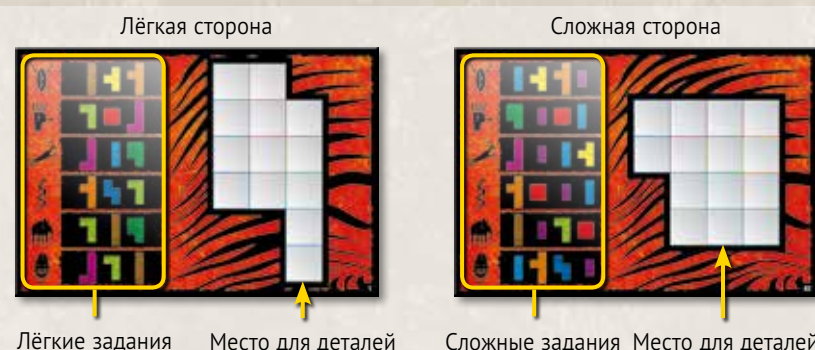 Лёгкая сторона
Сложная сторона
Лёгкие задания
Место для деталей
Сложные задания
Место для деталей